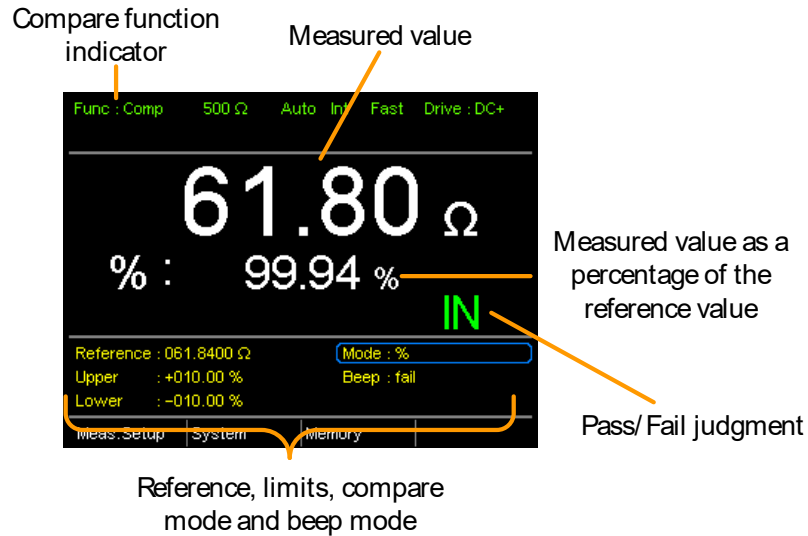 Compare function
indicator
Measured value
Func : Comp 500 Ω Auto Int Fast Drive : DC+
61.80 Ω
% : 99.94 %
IN
Measured value as a
percentage of the
reference value
Reference : 061.8400 Ω
Mode : %
Upper : +010.00 %
Beep : fail
Lower : -010.00 %
Meas.Setup System Memory
Pass/Fail judgment
Reference, limits, compare
mode and beep mode